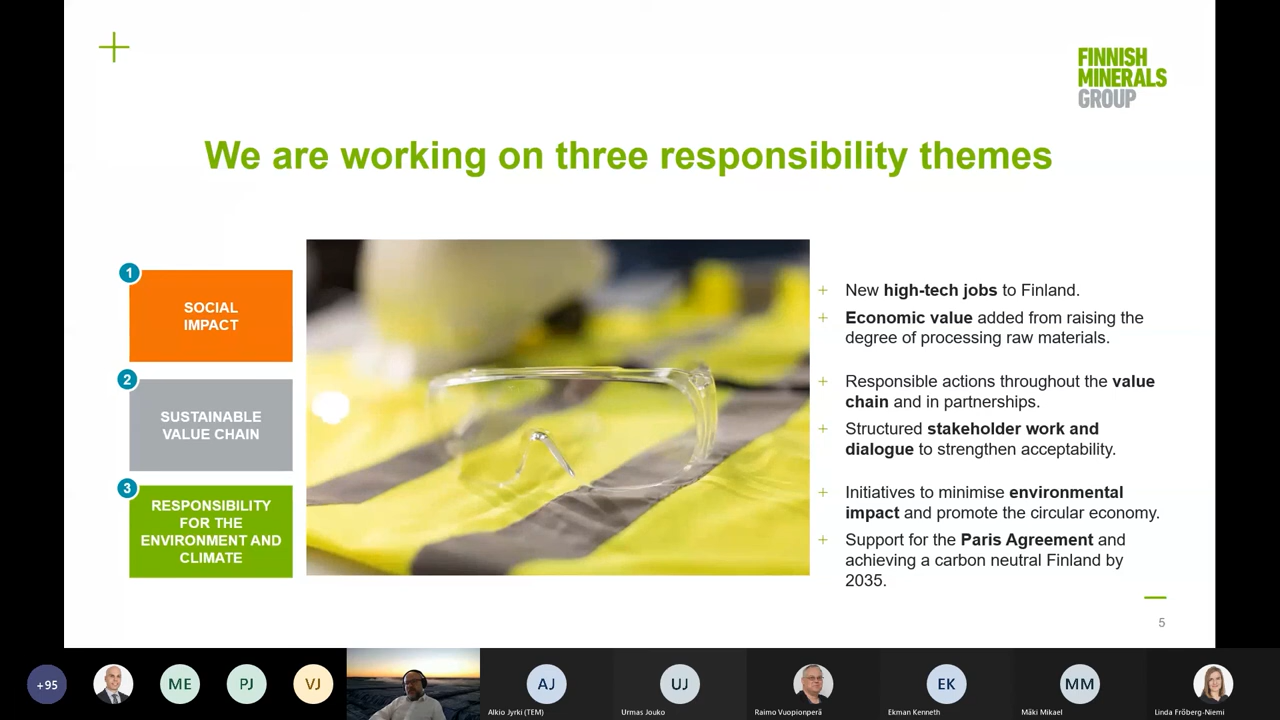 FINNISH
MINERALS
GROUP
We are working on three responsibility themes
1
SOCIAL
IMPACT
2
SUSTAINABLE
VALUE CHAIN
3
RESPONSIBILITY
FOR THE
ENVIRONMENT AND
CLIMATE
+ New high-tech jobs to Finland.
+ Economic value added from raising the
degree of processing raw materials.
+ Responsible actions throughout the value
chain and in partnerships.
+ Structured stakeholder work and
dialogue to strengthen acceptability.
+ Initiatives to minimise environmental
impact and promote the circular economy.
+ Support for the Paris Agreement and
achieving a carbon neutral Finland by
2035.
5
+95
ME
PJ
VJ
AJ
Alkio Jyrki (TEM)
UJ
Urmas Jouko
Raimo Vuopionperä
EK
Ekman Kenneth
MM
Mäki Mikael
Linda Fröberg-Niemi